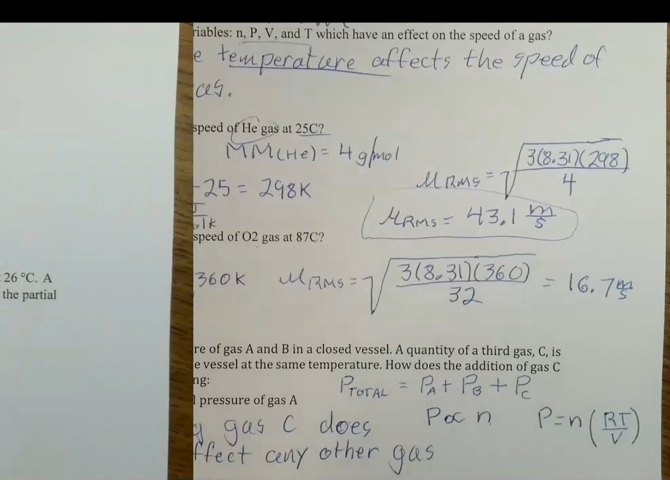 riables: n, P, V, and T which have an effect on the speed of a gas?
e temperature affects the speed of
speed of He gas at 25C?
MM(He) = 4 g/mol
25 = 298K
μRMS = √3(8.31)(298)
4
μRMS = 43.1 m/s
speed of O2 gas at 87C?
360K
μRMS = √3(8.31)(360)/32 = 16.7 m/s
26 °C. A
the partial
re of gas A and B in a closed vessel. A quantity of a third gas, C, is
e vessel at the same temperature. How does the addition of gas C
ng:
PTOTAL = PA + PB + PC
pressure of gas A
gas C does
P∝n
P=n(RT/V)
ffect any other gas